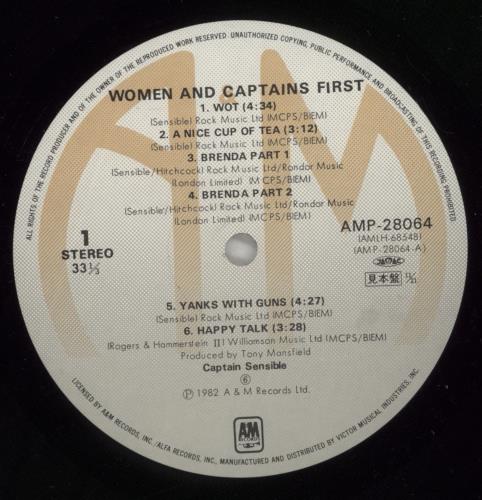 ALL RIGHTS OF THE RECORD PRODUCER AND OF THE OWNER OF THE REPRODUCED WORK RESERVED. UNAUTHORIZED COPYING, PUBLIC PERFORMANCE AND BROADCASTING OF THIS RECORDING PROHIBITED
WOMEN AND CAPTAINS FIRST
1. WOT (4:34)
(Sensible) Rock Music Ltd (MCPS/BIEM)
2. A NICE CUP OF TEA (3:12)
(Sensible) Rock Music Ltd (MCPS/BIEM)
3. BRENDA PART 1
(Sensible/Hitchcock) Rock Music Ltd/Rondor Music
(London Limited) (MCPS/BIEM)
4. BRENDA PART 2
(Sensible/Hitchcock) Rock Music Ltd/Rondor Music
(London Limited) (MCPS/BIEM)
1
STEREO
33⅓
AMP-28064
(AMLH-68548)
(AMP-28064-A)
JASRAC
見本盤
5. YANKS WITH GUNS (4:27)
(Sensible) Rock Music Ltd (MCPS/BIEM)
6. HAPPY TALK (3:28)
(Rogers & Hammerstein II) Williamson Music Ltd (MCPS/BIEM)
Produced by Tony Mansfield
Captain Sensible
⑥
℗ 1982 A & M Records Ltd.
A&M
RECORDS
LICENSED BY A&M RECORDS, INC./ALFA RECORDS, INC., MANUFACTURED AND DISTRIBUTED BY VICTOR MUSICAL INDUSTRIES, INC.